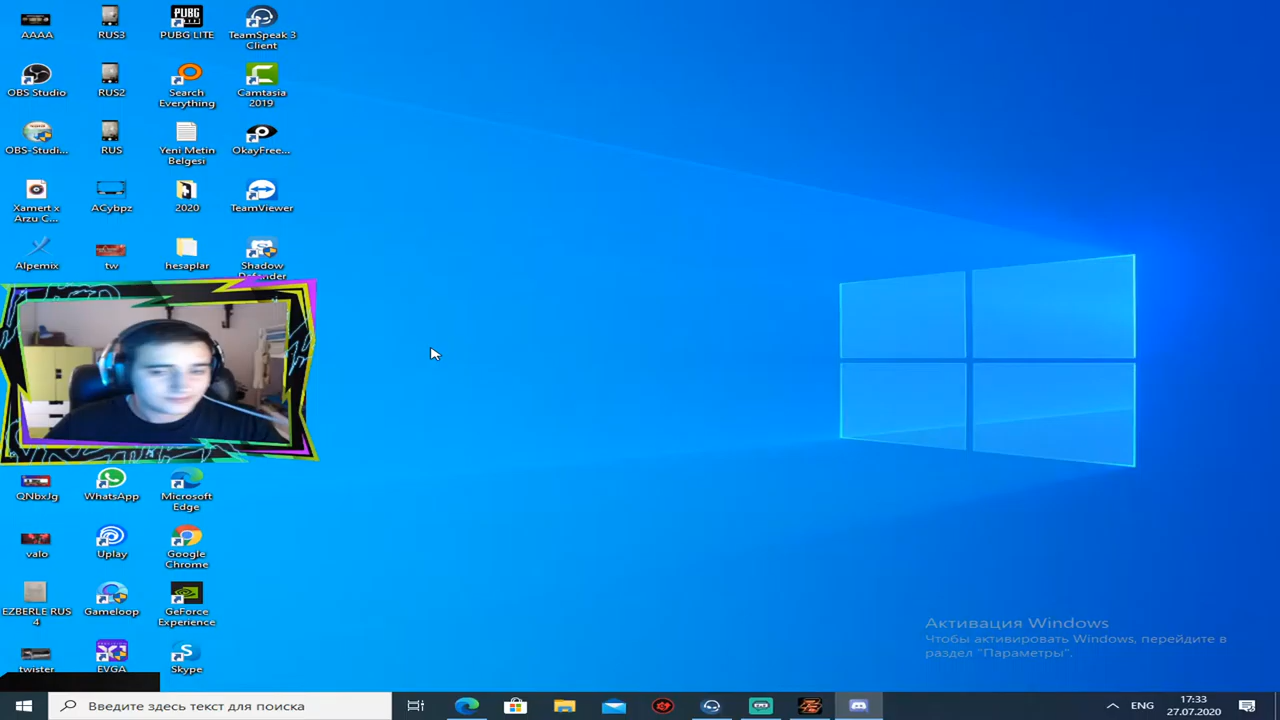 AAAA
RUS3
PUBG
PUBG LITE
TeamSpeak 3
Client
OBS Studio
RUS2
Search
Everything
Camtasia
2019
OBS-Studi...
RUS
Yeni Metin
Belgesi
OkayFree...
Xamert x
Arzu C...
ACybpz
2020
TeamViewer
Alpemix
tw
hesaplar
Shadow
Defender
QNbxJg
WhatsApp
Microsoft
Edge
valo
Uplay
Google
Chrome
EZBERLE RUS
4
Gameloop
GeForce
Experience
twister
EVGA
Skype
Активация Windows
Чтобы активировать Windows, перейдите в
раздел "Параметры".
Введите здесь текст для поиска
ENG
17:33
27.07.2020